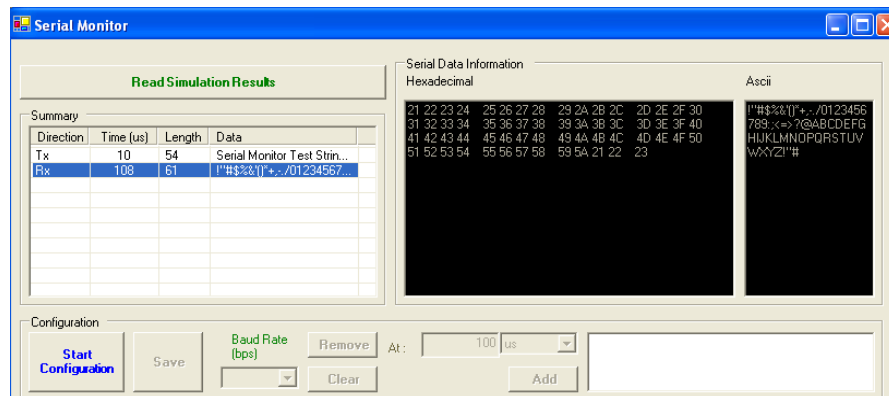 Serial Monitor
Read Simulation Results
Summary
Direction Time (us) Length Data
Tx 10 54 Serial Monitor Test Strin...
Rx 108 61 !"#$%&'()*+,-./01234567...
Serial Data Information
Hexadecimal Ascii
21 22 23 24 25 26 27 28 29 2A 2B 2C 2D 2E 2F 30 !"#$%&'()*+,-./0123456
31 32 33 34 35 36 37 38 39 3A 3B 3C 3D 3E 3F 40 789:;<=>?@ABCDEFG
41 42 43 44 45 46 47 48 49 4A 4B 4C 4D 4E 4F 50 HIJKLMNOPQRSTUV
51 52 53 54 55 56 57 58 59 5A 21 22 23 WXYZ!"#
Configuration
Start Configuration
Save
Baud Rate (bps)
Remove
Clear
At : 100 us
Add